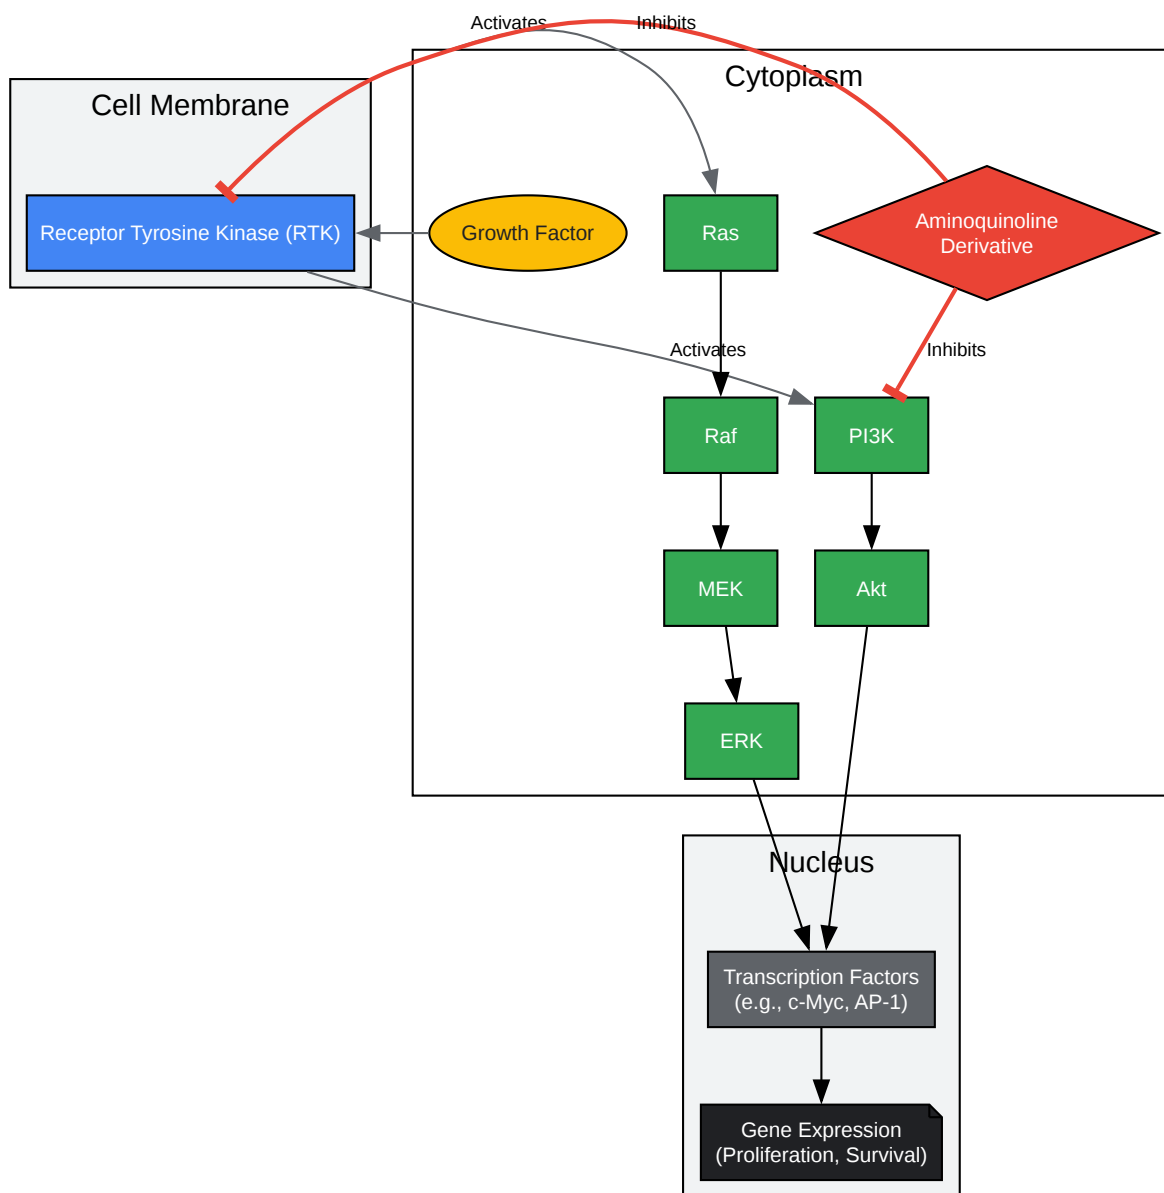 Activates
Inhibits
Cytoplasm
Cell Membrane
Receptor Tyrosine Kinase (RTK)
Growth Factor
Ras
Aminoquinoline
Derivative
Activates
Inhibits
Raf
PI3K
MEK
Akt
ERK
Nucleus
Transcription Factors
(e.g., c-Myc, AP-1)
Gene Expression
(Proliferation, Survival)